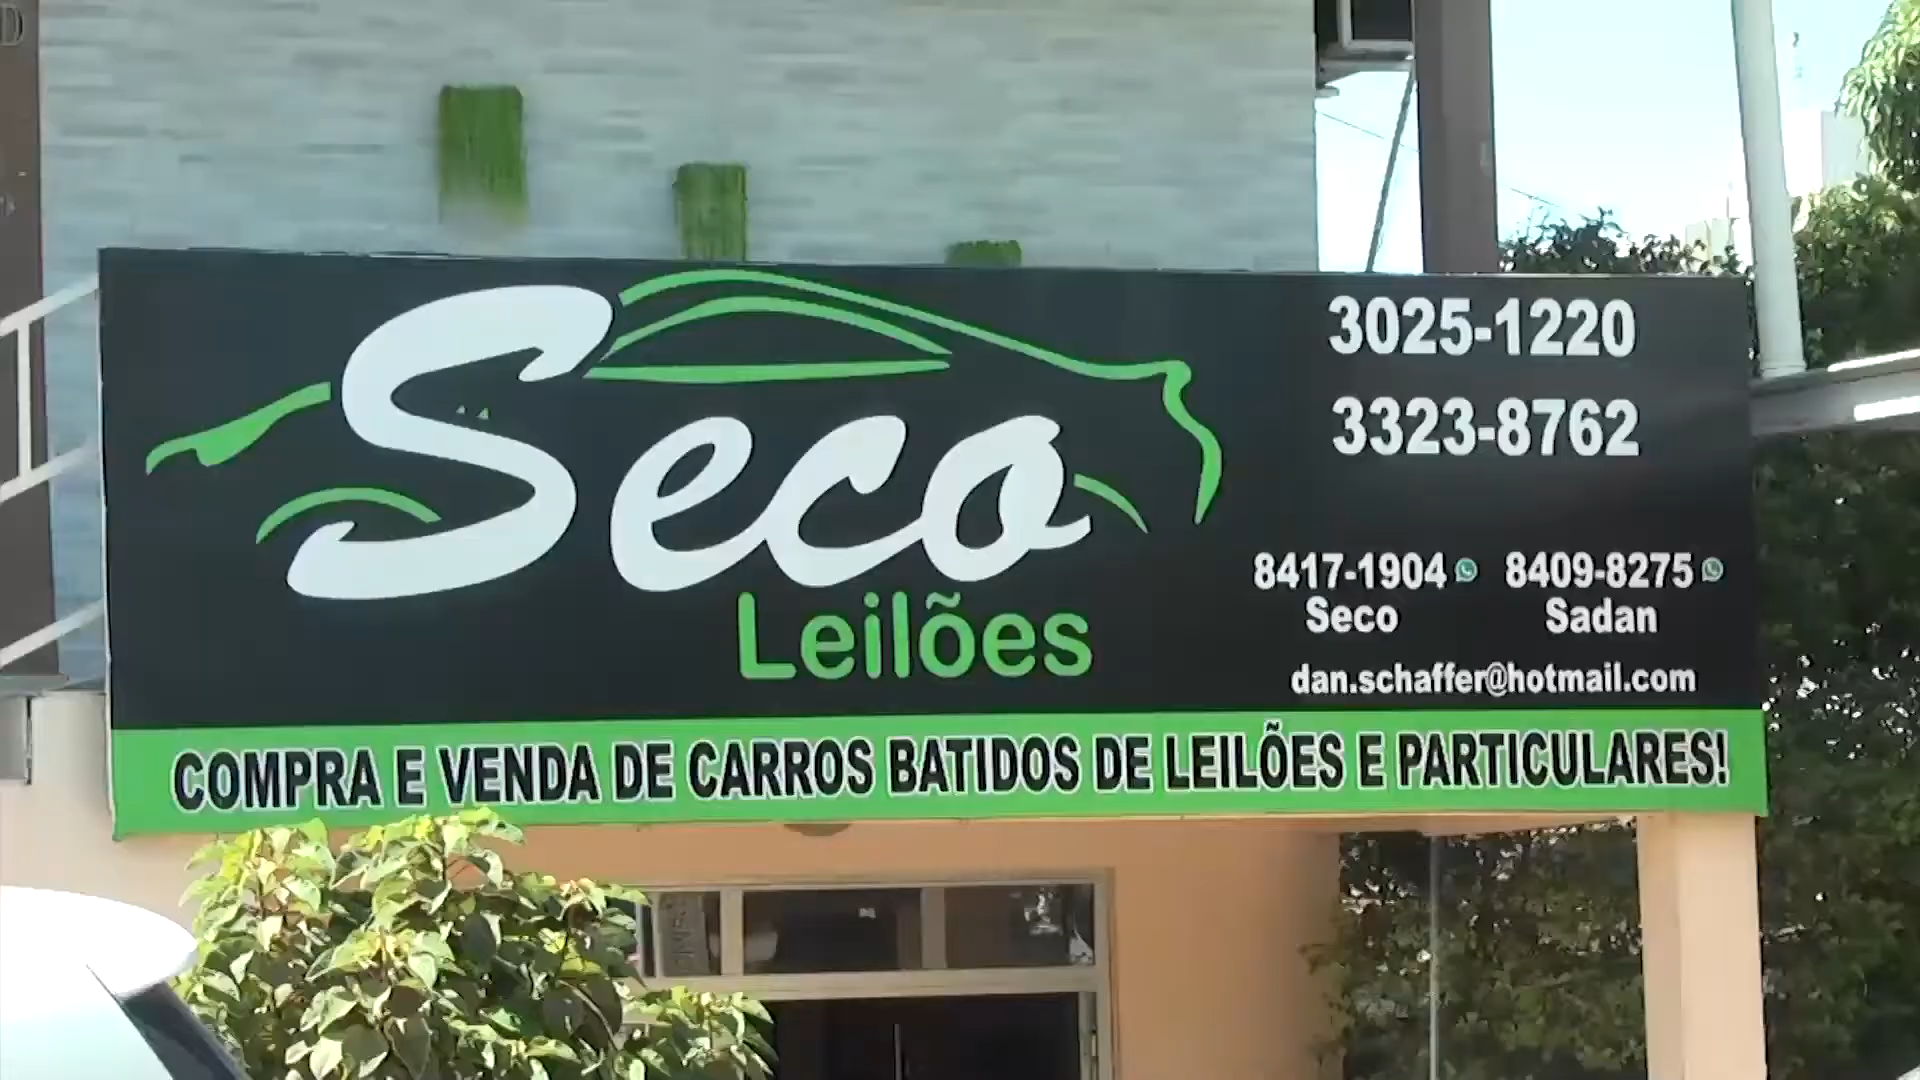 Seco
Leilões
3025-1220
3323-8762
8417-1904 8409-8275
Seco Sadan
dan.schaffer@hotmail.com
COMPRA E VENDA DE CARROS BATIDOS DE LEILÕES E PARTICULARES!